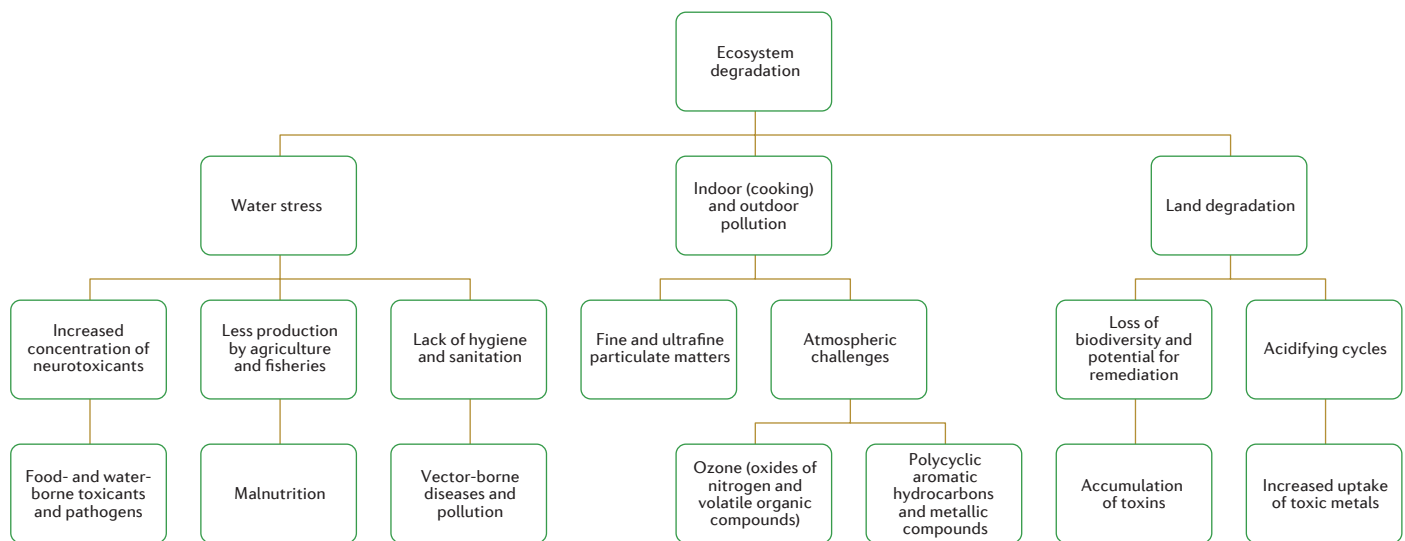 Ecosystem
degradation
Water stress
Indoor (cooking)
and outdoor
pollution
Land degradation
Increased
concentration of
neurotoxicants
Less production
by agriculture
and fisheries
Lack of hygiene
and sanitation
Fine and ultrafine
particulate matters
Atmospheric
challenges
Loss of
biodiversity and
potential for
remediation
Acidifying cycles
Food- and water-
borne toxicants
and pathogens
Malnutrition
Vector-borne
diseases and
pollution
Ozone (oxides of
nitrogen and
volatile organic
compounds)
Polycyclic
aromatic
hydrocarbons
and metallic
compounds
Accumulation
of toxins
Increased uptake
of toxic metals